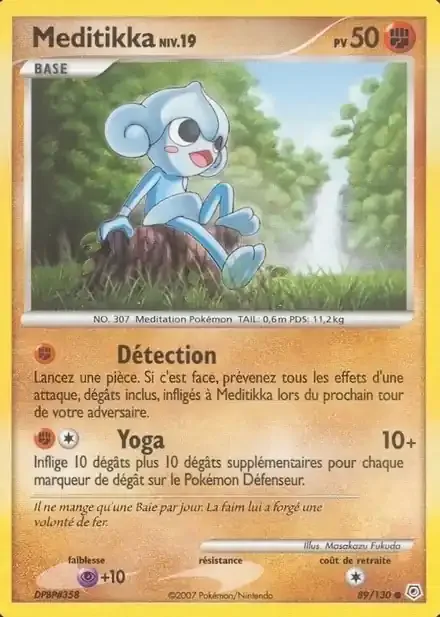 Meditikka NIV.19 PV 50
BASE
NO. 307 Meditation Pokémon TAIL: 0,6m PDS: 11,2kg
Détection
Lancez une pièce. Si c'est face, prévenez tous les effets d'une
attaque, dégâts inclus, infligés à Meditikka lors du prochain tour
de votre adversaire.
Yoga 10+
Inflige 10 dégâts plus 10 dégâts supplémentaires pour chaque
marqueur de dégât sur le Pokémon Défenseur.
Il ne mange qu'une Baie par jour. La faim lui a forgé une
volonté de fer.
Illus. Masakazu Fukuda
faiblesse résistance coût de retraite
+10
DPBP#358 ©2007 Pokémon/Nintendo 89/130